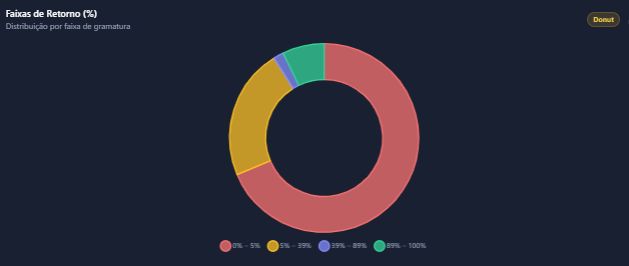 Faixas de Retorno (%)
Donut
Distribuição por faixa de gramatura
0% – 5% 5% – 39% 39% – 89% 89% – 100%